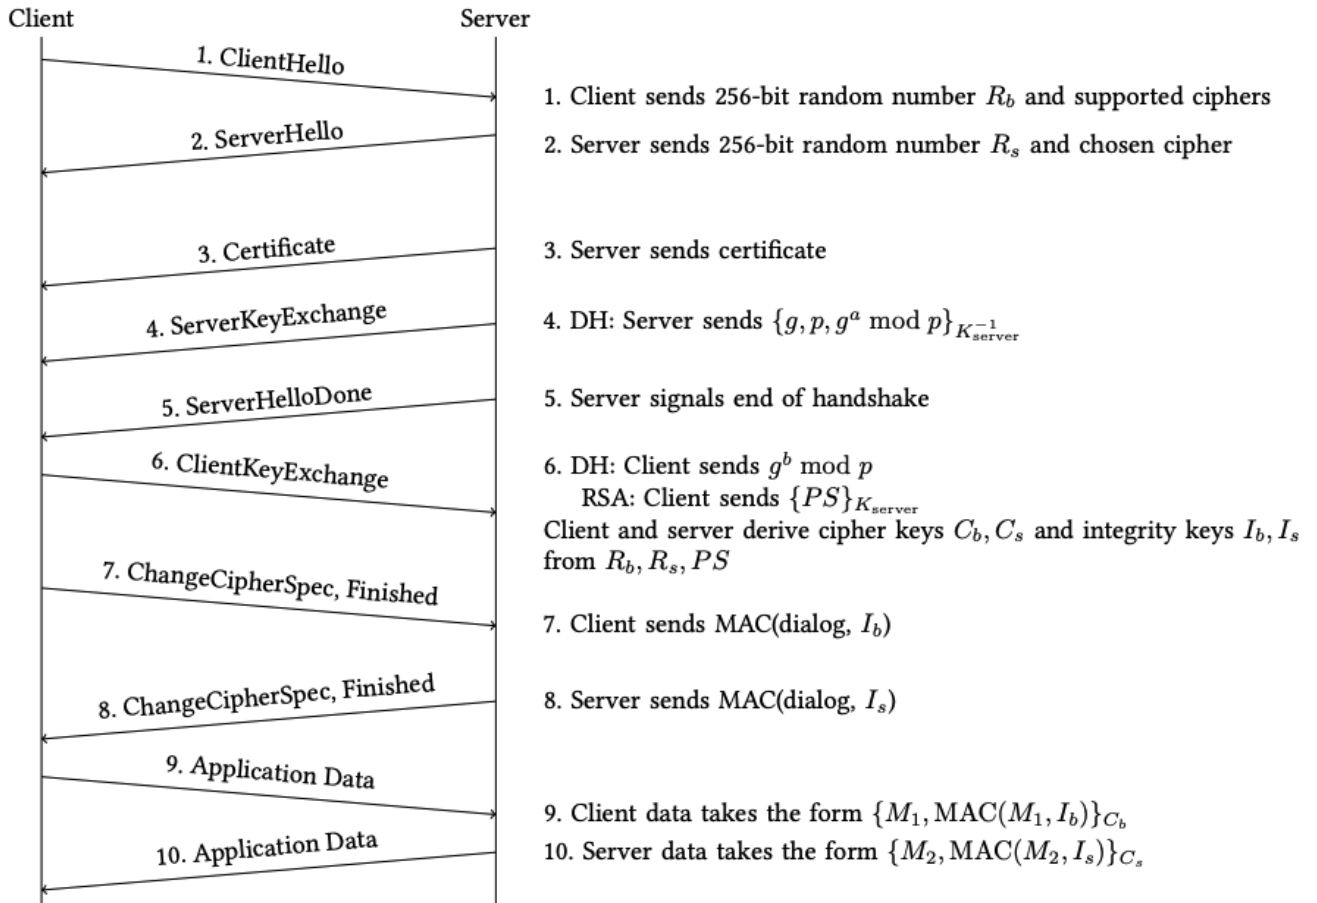 Client
Server
1. ClientHello
1. Client sends 256-bit random number R_b and supported ciphers
2. ServerHello
2. Server sends 256-bit random number R_s and chosen cipher
3. Certificate
3. Server sends certificate
4. ServerKeyExchange
4. DH: Server sends {g, p, g^a mod p}_{K_{server}^{-1}}
5. ServerHelloDone
5. Server signals end of handshake
6. ClientKeyExchange
6. DH: Client sends g^b mod p
RSA: Client sends {PS}_{K_{server}}
Client and server derive cipher keys C_b, C_s and integrity keys I_b, I_s
from R_b, R_s, PS
7. ChangeCipherSpec, Finished
7. Client sends MAC(dialog, I_b)
8. ChangeCipherSpec, Finished
8. Server sends MAC(dialog, I_s)
9. Application Data
9. Client data takes the form {M_1, MAC(M_1, I_b)}_{C_b}
10. Application Data
10. Server data takes the form {M_2, MAC(M_2, I_s)}_{C_s}